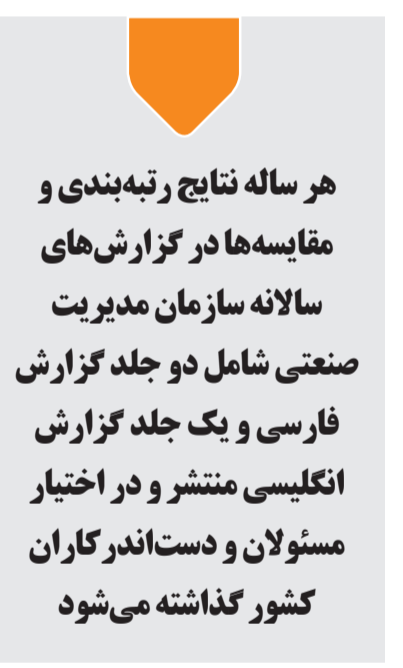 هر ساله نتایج رتبه‌بندی و
مقایسه‌ها در گزارش‌های
سالانه سازمان مدیریت
صنعتی شامل دو جلد گزارش
فارسی و یک جلد گزارش
انگلیسی منتشر و در اختیار
مسئولان و دست‌اندرکاران
کشور گذاشته می‌شود